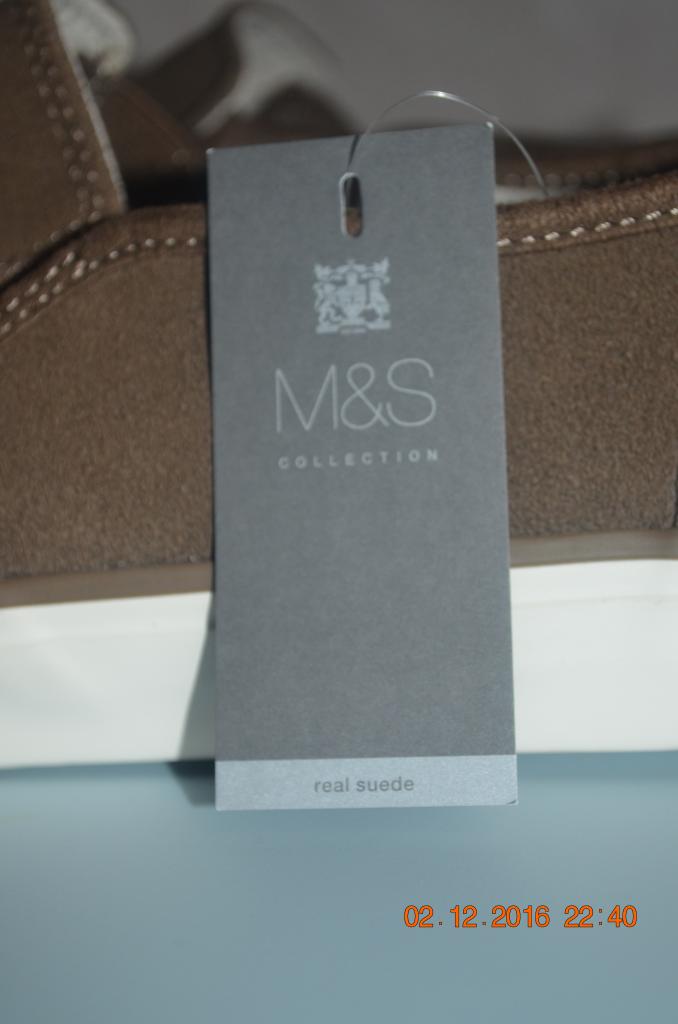 M&S
COLLECTION
real suede
02.12.2016 22:40